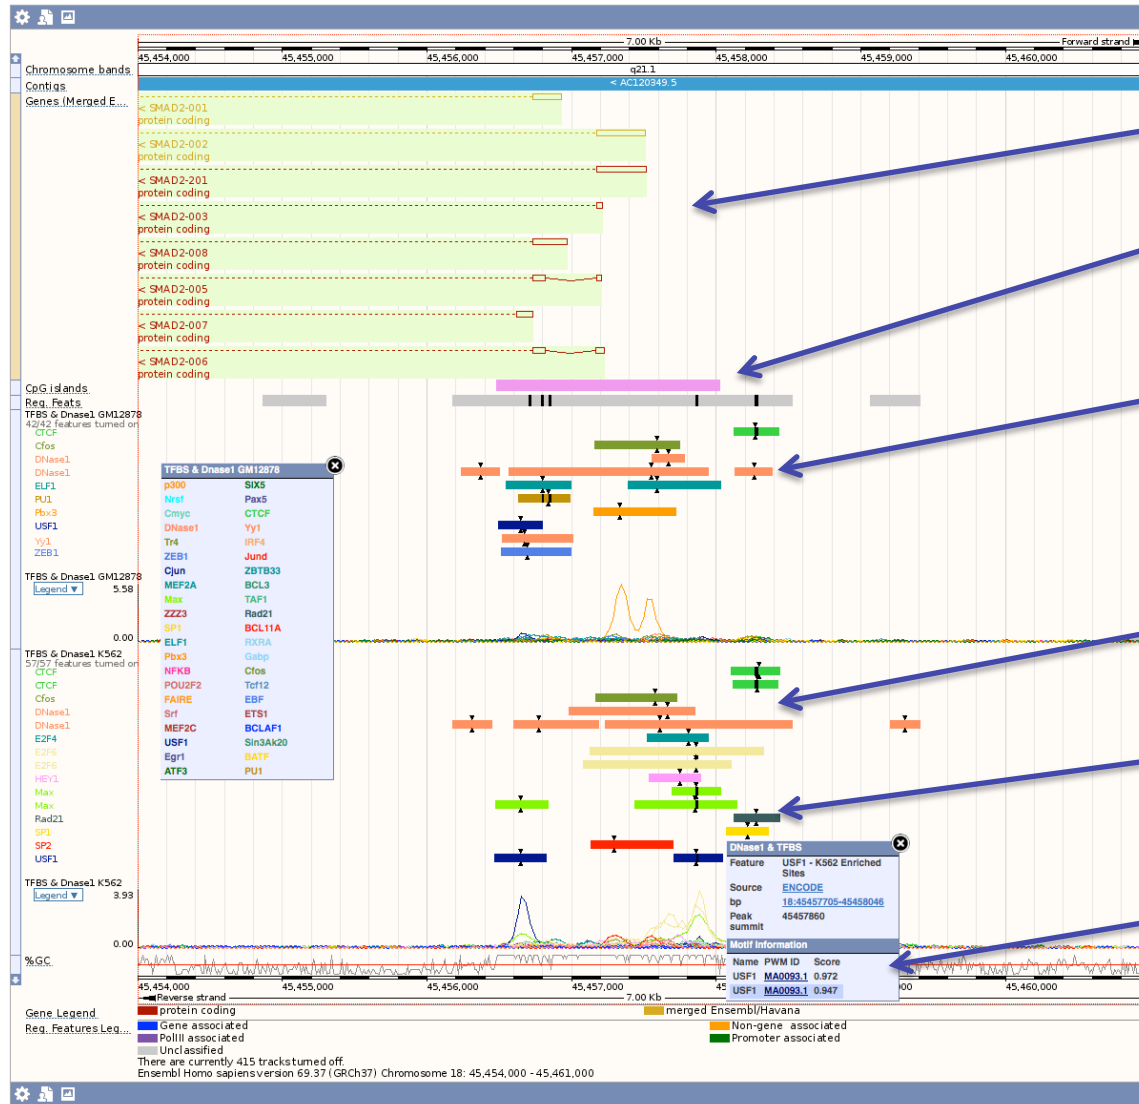 7.00 Kb
Forward strand
45,454,000 45,455,000 45,456,000 45,457,000 45,458,000 45,459,000 45,460,000
Chromosome bands
q21.1
Contigs
< AC120349.5
Genes (Merged E...
< SMAD2-001
protein coding
< SMAD2-002
protein coding
< SMAD2-201
protein coding
< SMAD2-003
protein coding
< SMAD2-008
protein coding
< SMAD2-005
protein coding
< SMAD2-007
protein coding
< SMAD2-006
protein coding
CpG islands
Reg. Feats
TFBS & Dnase1 GM12878
42/42 features turned on
CTCF
Cfos
DNase1
DNase1
ELF1
PU1
Pbx3
USF1
Yy1
ZEB1
TFBS & Dnase1 GM12878
p300 SIX5
Nrsf Pax5
Cmyc CTCF
DNase1 Yy1
Tr4 IRF4
ZEB1 Jund
Cjun ZBTB33
MEF2A BCL3
Max TAF1
ZZZ3 Rad21
SP1 BCL11A
ELF1 RXRA
Pbx3 Gabp
NFKB Cfos
POU2F2 Tcf12
FAIRE EBF
Srf ETS1
MEF2C BCLAF1
USF1 Sin3Ak20
Egr1 BATF
ATF3 PU1
TFBS & Dnase1 GM12878
Legend ▼ 5.58
0.00
TFBS & Dnase1 K562
57/57 features turned on
CTCF
CTCF
Cfos
DNase1
DNase1
E2F4
E2F6
E2F6
HEY1
Max
Max
Rad21
SP1
SP2
USF1
DNase1 & TFBS
Feature USF1 - K562 Enriched
Sites
Source ENCODE
bp 18:45457705-45458046
Peak 45457860
summit
Motif Information
Name PWM ID Score
USF1 MA0093.1 0.972
USF1 MA0093.1 0.947
TFBS & Dnase1 K562
Legend ▼ 3.93
0.00
%GC
45,454,000 45,455,000 45,456,000 45,457,000 45,460,000
Reverse strand
7.00 Kb
Gene Legend
protein coding
merged Ensembl/Havana
Reg. Features Leg...
Gene associated
Non-gene associated
PolIII associated
Promoter associated
Unclassified
There are currently 415 tracks turned off.
Ensembl Homo sapiens version 69.37 (GRCh37) Chromosome 18: 45,454,000 - 45,461,000